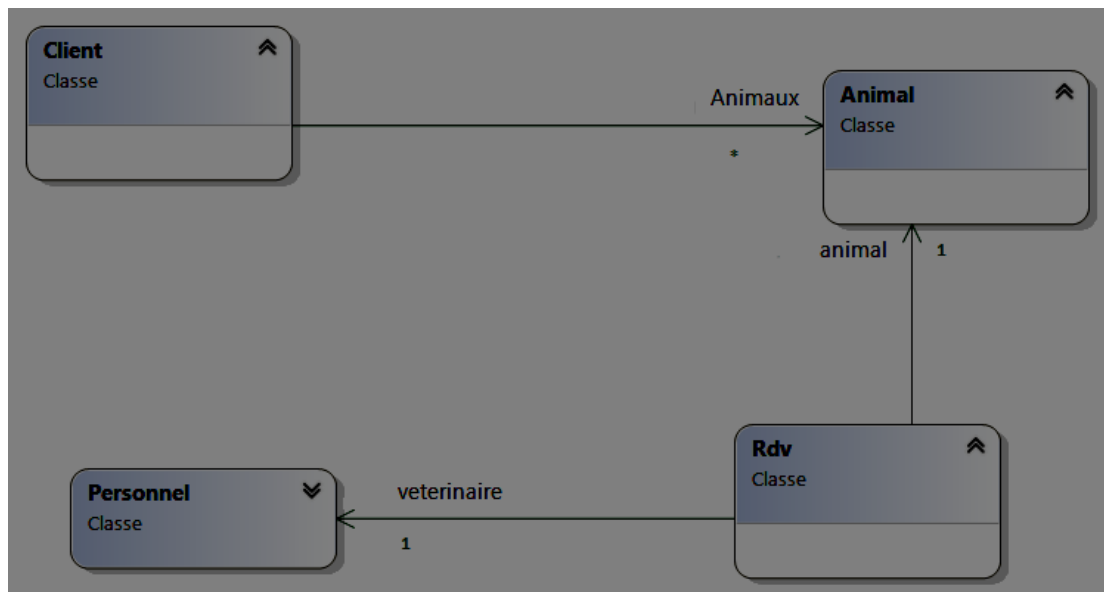 Client
Classe
Animaux
*
Animal
Classe
animal
1
Rdv
Classe
Personnel
Classe
veterinaire
1